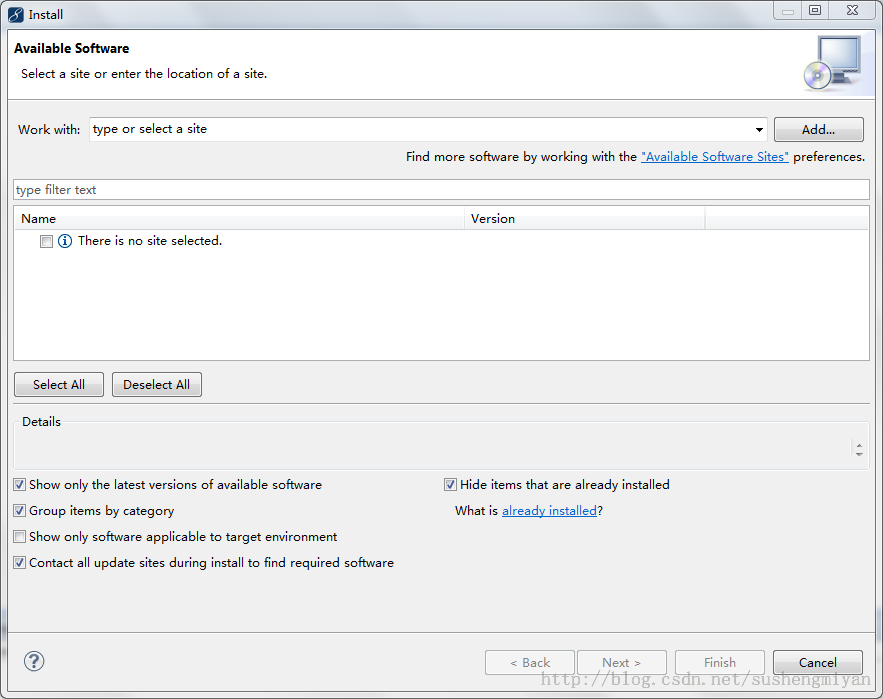 Install
Available Software
Select a site or enter the location of a site.
Work with: type or select a site Add...
Find more software by working with the "Available Software Sites" preferences.
type filter text
Name Version
There is no site selected.
Select All Deselect All
Details
Show only the latest versions of available software Hide items that are already installed
Group items by category What is already installed?
Show only software applicable to target environment
Contact all update sites during install to find required software
< Back Next > Finish Cancel
http://blog.csdn.net/sushengmiyan